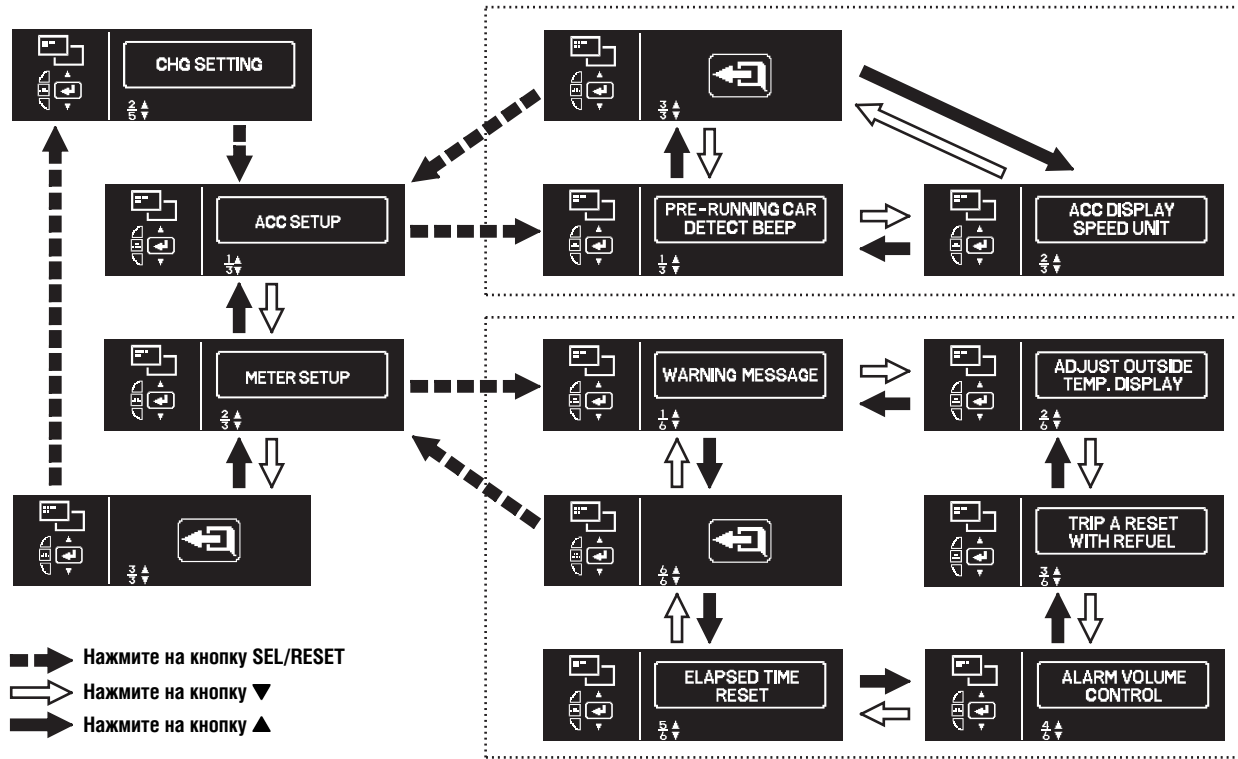 CHG SETTING
2/5
3/3
ACC SETUP
1/3
PRE-RUNNING CAR
DETECT BEEP
1/3
ACC DISPLAY
SPEED UNIT
2/3
METER SETUP
2/3
WARNING MESSAGE
1/6
ADJUST OUTSIDE
TEMP. DISPLAY
2/6
3/3
6/6
TRIP A RESET
WITH REFUEL
3/6
ELAPSED TIME
RESET
5/6
ALARM VOLUME
CONTROL
4/6
Нажмите на кнопку SEL/RESET
Нажмите на кнопку ▼
Нажмите на кнопку ▲